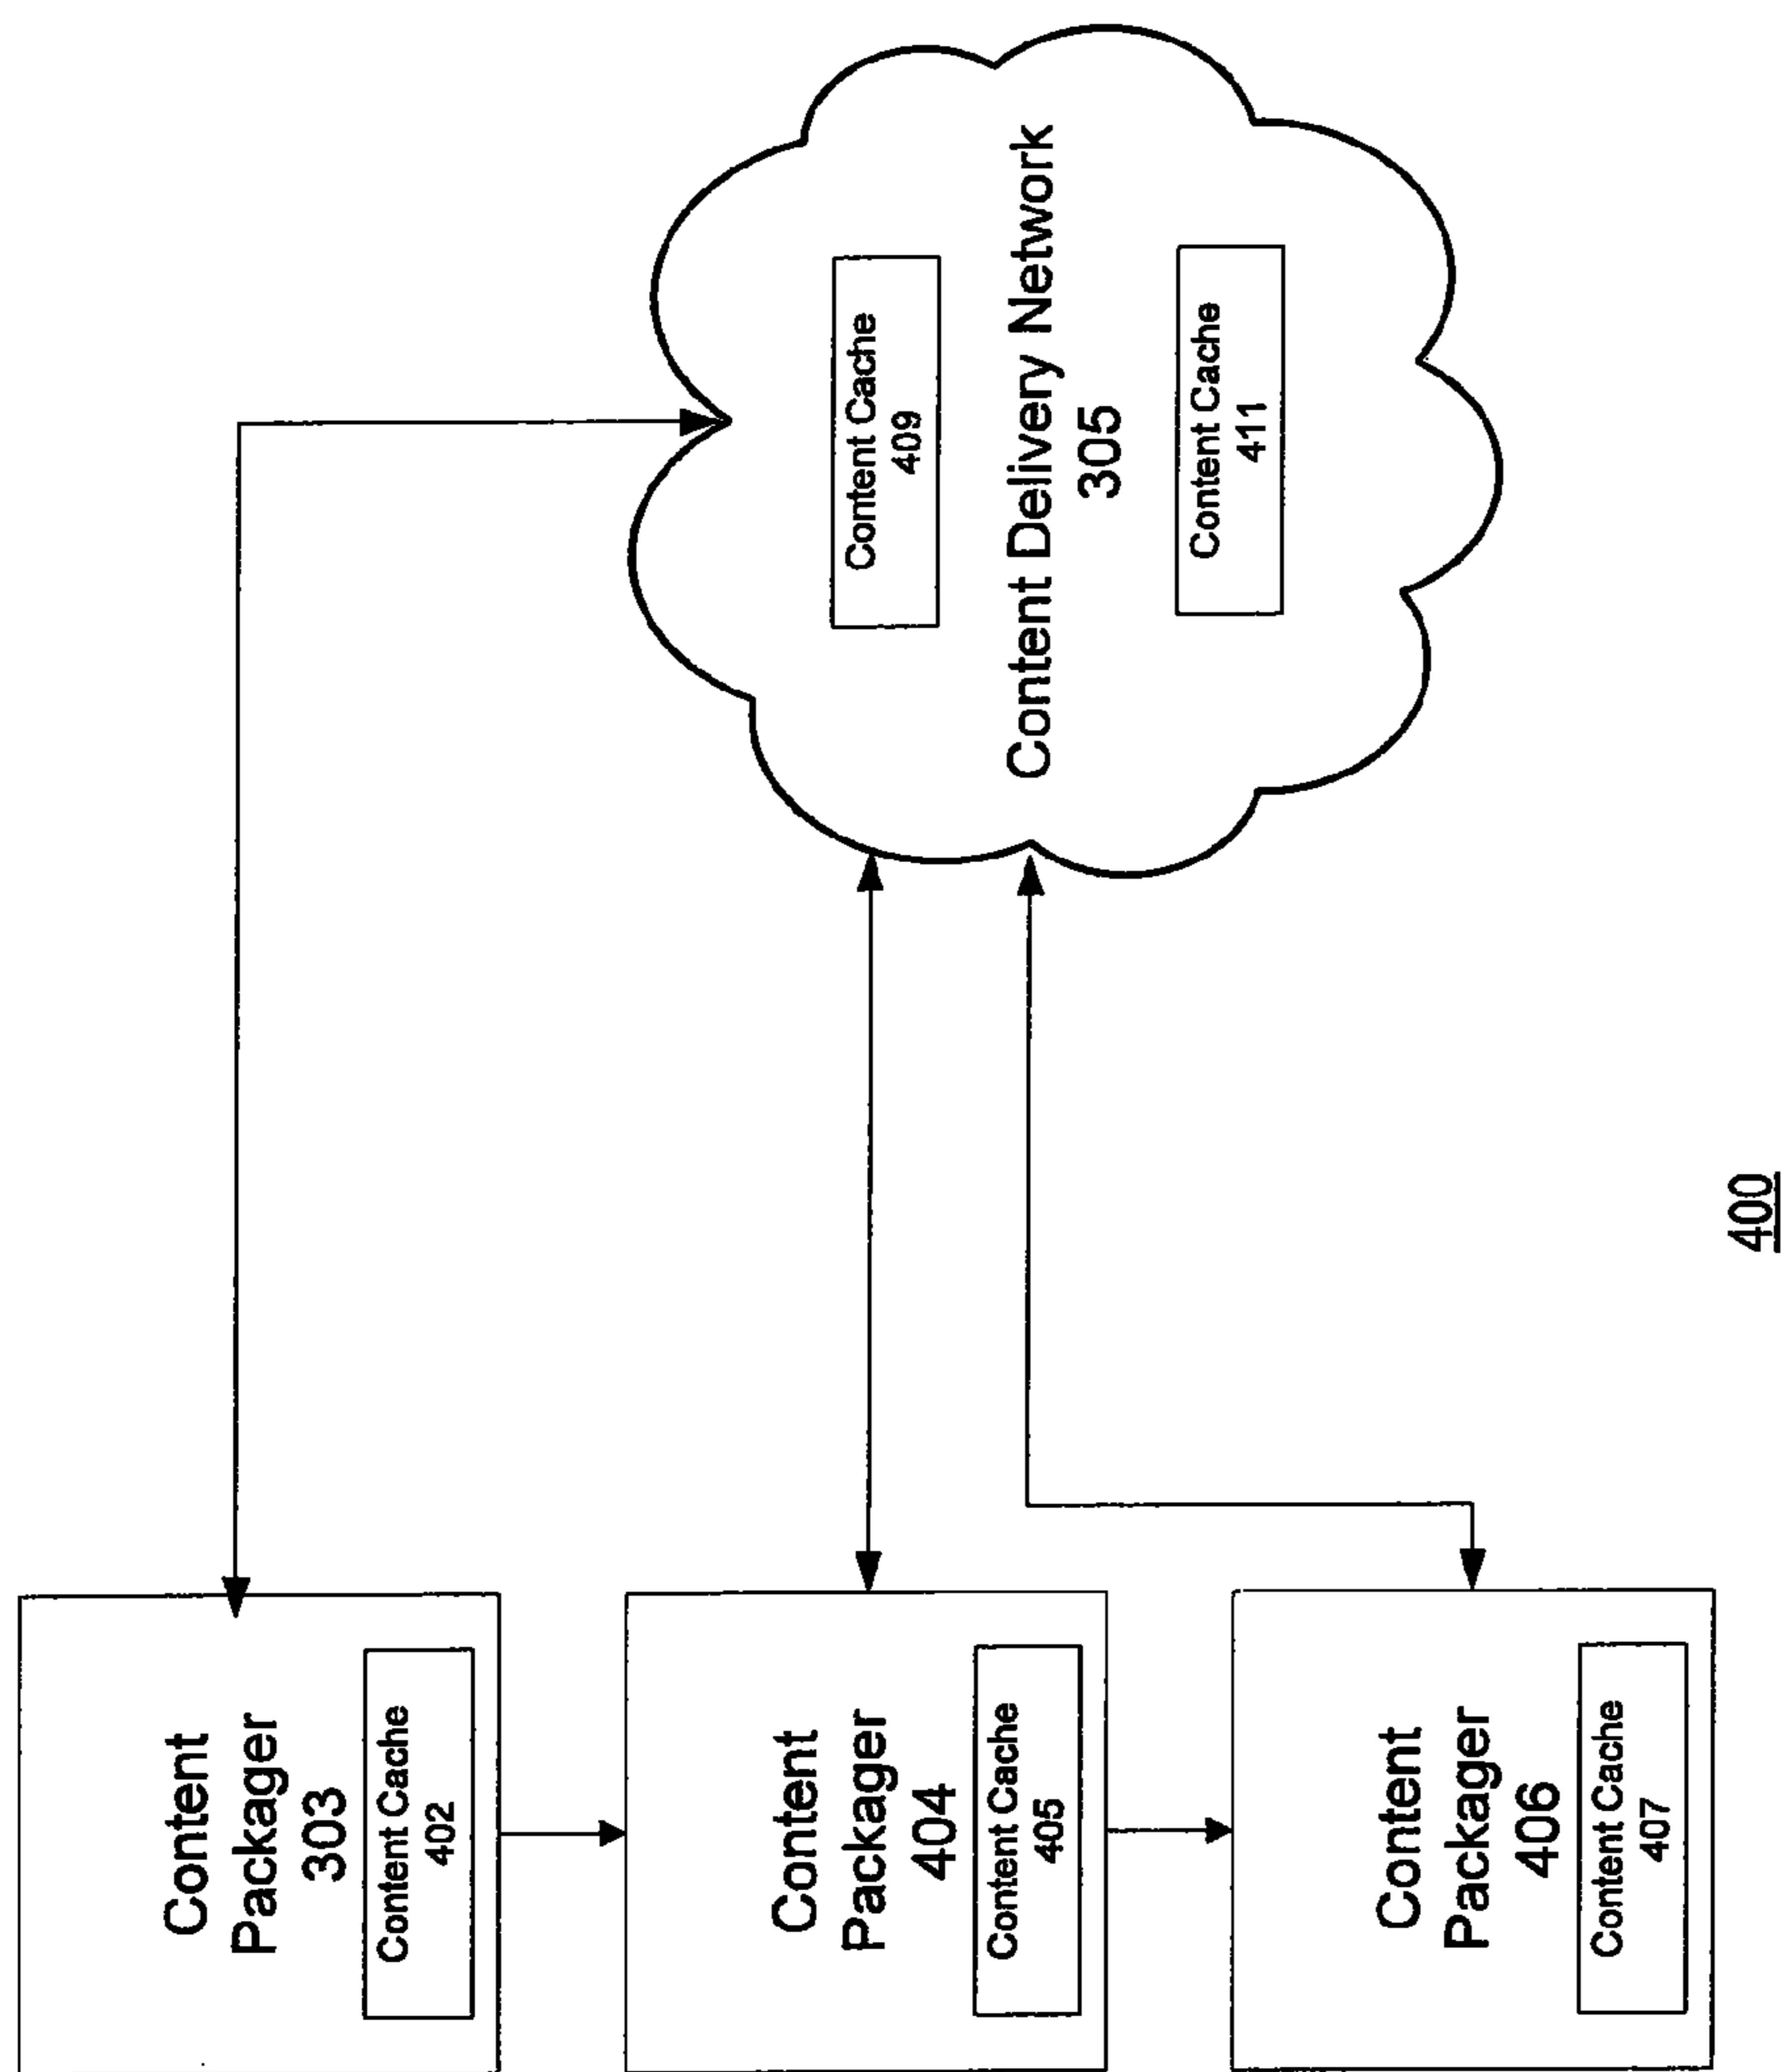 Content
Packager
303
Content Cache
402
Content
Packager
404
Content Cache
405
Content
Packager
406
Content Cache
407
Content Cache
409
Content Delivery Network
305
Content Cache
411
400